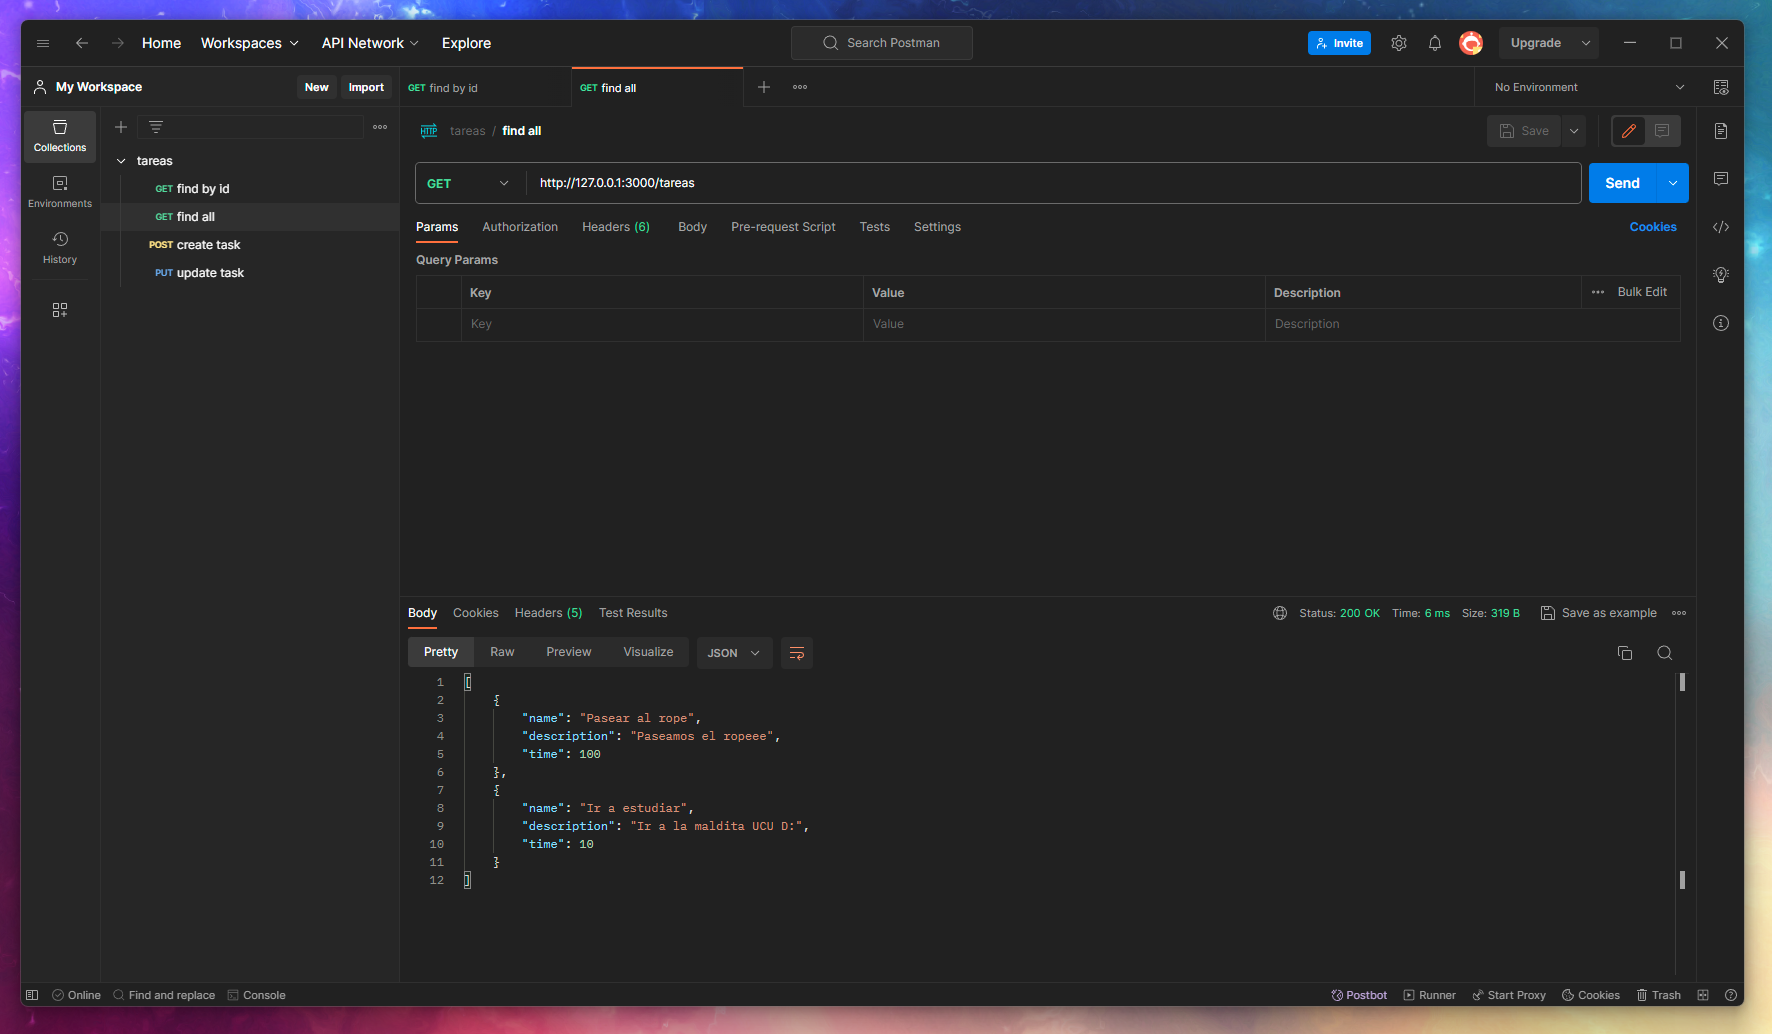 Home Workspaces API Network Explore Search Postman Invite Upgrade
My Workspace New Import GET find by id GET find all No Environment
Collections
Environments
History
tareas
GET find by id
GET find all
POST create task
PUT update task
HTTP tareas / find all Save
GET http://127.0.0.1:3000/tareas Send
Params Authorization Headers (6) Body Pre-request Script Tests Settings Cookies
Query Params
Key Value Description Bulk Edit
Key Value Description
Body Cookies Headers (5) Test Results Status: 200 OK Time: 6 ms Size: 319 B Save as example
Pretty Raw Preview Visualize JSON
1 [
2 {
3 "name": "Pasear al rope",
4 "description": "Paseamos el ropeee",
5 "time": 100
6 },
7 {
8 "name": "Ir a estudiar",
9 "description": "Ir a la maldita UCU D:",
10 "time": 10
11 }
12 ]
Online Find and replace Console Postbot Runner Start Proxy Cookies Trash